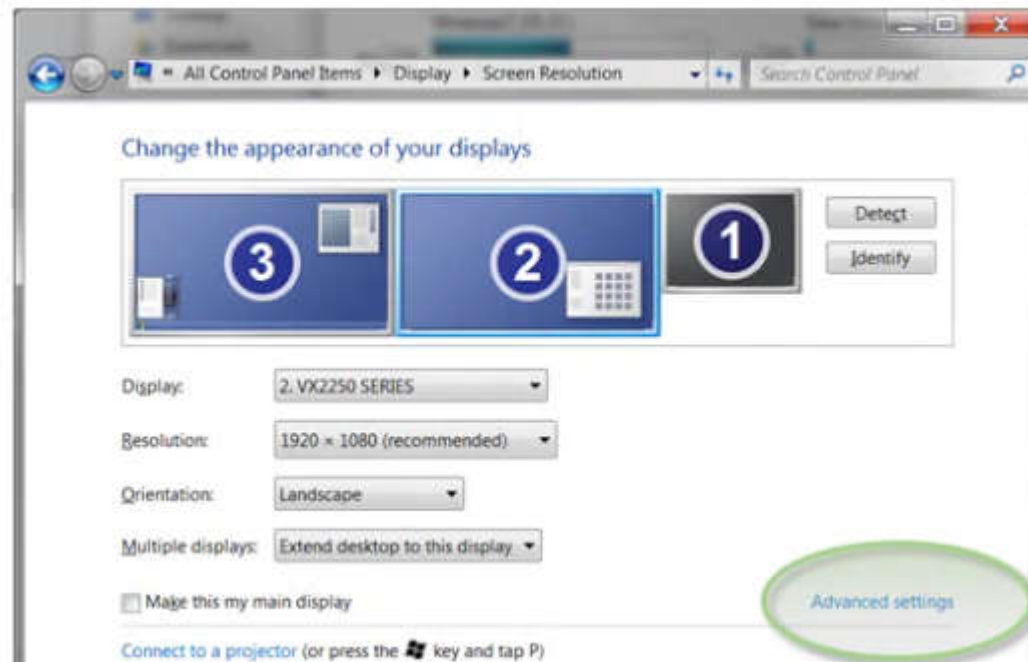 All Control Panel Items Display Screen Resolution Search Control Panel
Change the appearance of your displays
3 2 1
Detect
Identify
Display: 2. VX2250 SERIES
Resolution: 1920 × 1080 (recommended)
Orientation: Landscape
Multiple displays: Extend desktop to this display
Make this my main display Advanced settings
Connect to a projector (or press the key and tap P)